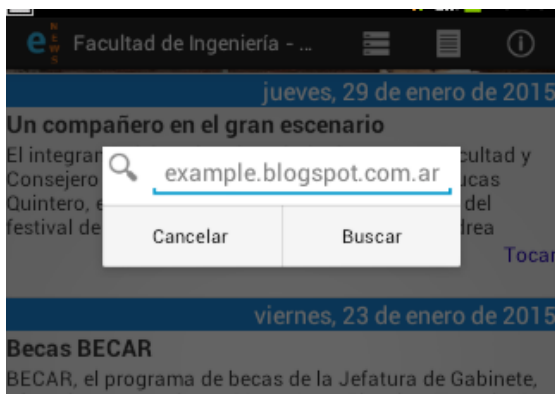 e NEWS Facultad de Ingeniería - ...
jueves, 29 de enero de 2015
Un compañero en el gran escenario
El integran cultad y
Consejero ucas
Quintero, e del
festival de drea
example.blogspot.com.ar
Cancelar Buscar
Tocar
viernes, 23 de enero de 2015
Becas BECAR
BECAR, el programa de becas de la Jefatura de Gabinete,